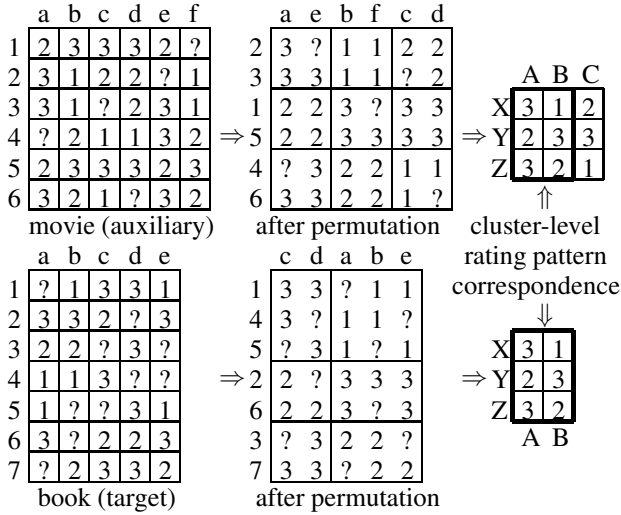 a b c d e f
1 2 3 3 3 2 ?
2 3 1 2 2 ? 1
3 3 1 ? 2 3 1
4 ? 2 1 1 3 2
5 2 3 3 3 2 3
6 3 2 1 ? 3 2
movie (auxiliary)
⇒
a e b f c d
2 3 ? 1 1 2 2
3 3 3 1 1 ? 2
1 2 2 3 ? 3 3
5 2 2 3 3 3 3
4 ? 3 2 2 1 1
6 3 3 2 2 1 ?
after permutation
⇒
A B C
X 3 1 2
Y 2 3 3
Z 3 2 1
⇑
cluster-level
rating pattern
correspondence
⇓
a b c d e
1 ? 1 3 3 1
2 3 3 2 ? 3
3 2 2 ? 3 ?
4 1 1 3 ? ?
5 1 ? ? 3 1
6 3 ? 2 2 3
7 ? 2 3 3 2
book (target)
⇒
c d a b e
1 3 3 ? 1 1
4 3 ? 1 1 ?
5 ? 3 1 ? 1
2 2 ? 3 3 3
6 2 2 3 ? 3
3 ? 3 2 2 ?
7 3 3 ? 2 2
after permutation
⇒
X 3 1
Y 2 3
Z 3 2
A B